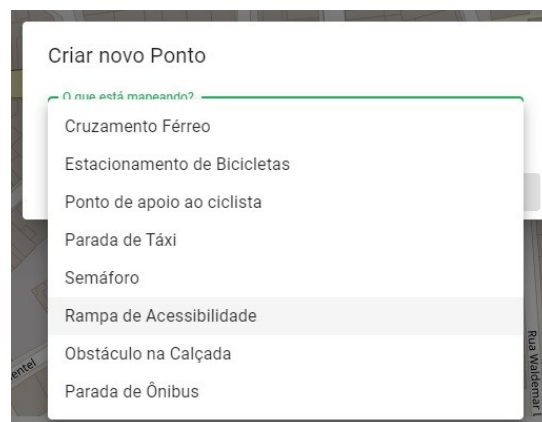 Criar novo Ponto
O que está mapeando?
Cruzamento Férreo
Estacionamento de Bicicletas
Ponto de apoio ao ciclista
Parada de Táxi
Semáforo
Rampa de Acessibilidade
Obstáculo na Calçada
Parada de Ônibus
Rua Waldemar
entel